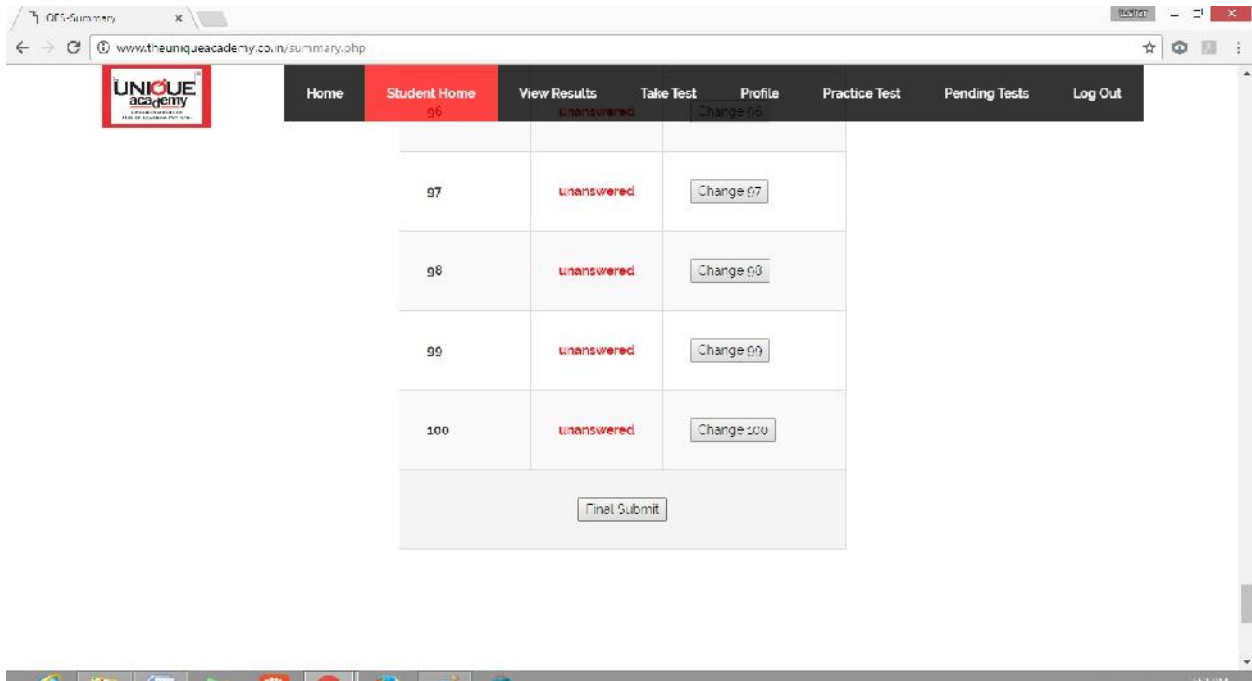 OES-Summary
www.theuniqueacademy.co.in/summary.php
UNIQUE
academy
Home Student Home View Results Take Test Profile Practice Test Pending Tests Log Out
96 unanswered Change 96
97 unanswered Change 97
98 unanswered Change 98
99 unanswered Change 99
100 unanswered Change 100
Final Submit